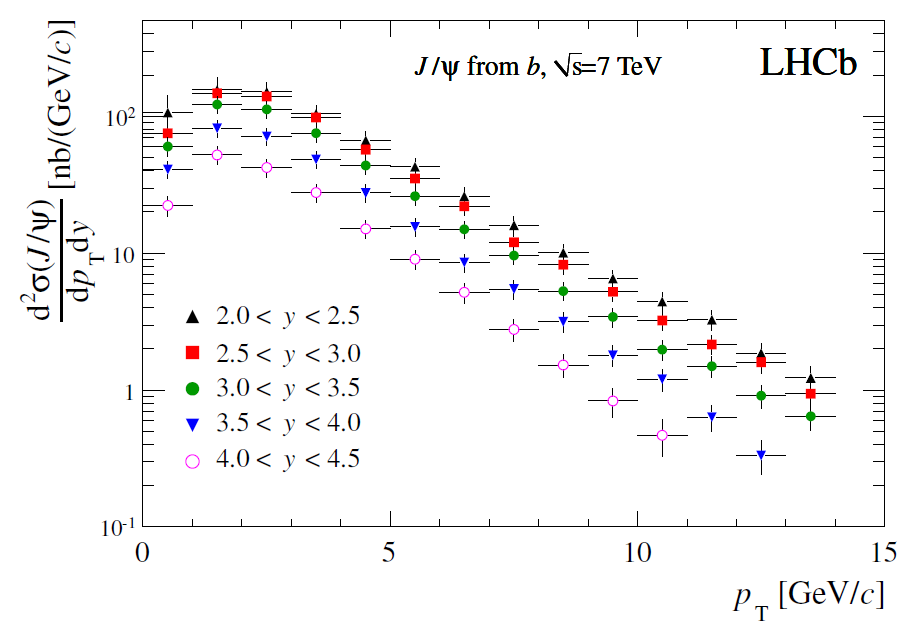 J/ψ from b, √s=7 TeV
LHCb
d²σ(J/ψ)/dp_T dy [nb/(GeV/c)]
10²
10
1
10⁻¹
2.0 < y < 2.5
2.5 < y < 3.0
3.0 < y < 3.5
3.5 < y < 4.0
4.0 < y < 4.5
0 5 10 15
p_T [GeV/c]